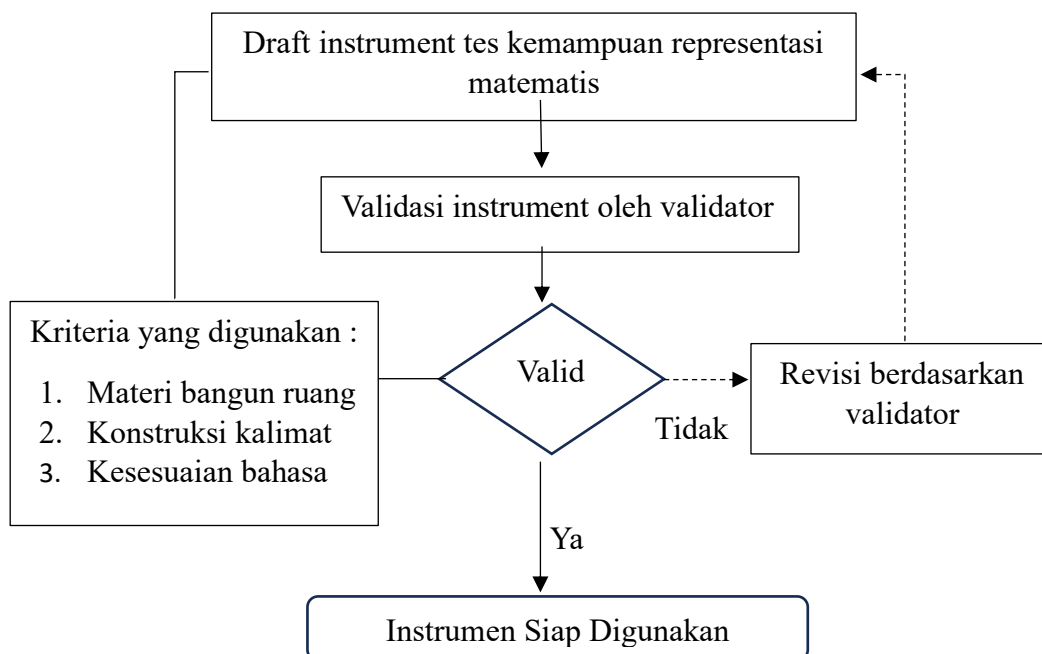 Draft instrument tes kemampuan representasi
matematis
Validasi instrument oleh validator
Kriteria yang digunakan :
1. Materi bangun ruang
2. Konstruksi kalimat
3. Kesesuaian bahasa
Valid
Tidak
Revisi berdasarkan
validator
Ya
Instrumen Siap Digunakan